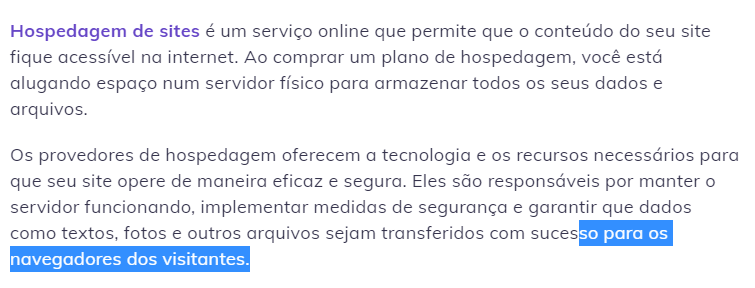 Hospedagem de sites é um serviço online que permite que o conteúdo do seu site
fique acessível na internet. Ao comprar um plano de hospedagem, você está
alugando espaço num servidor físico para armazenar todos os seus dados e
arquivos.
Os provedores de hospedagem oferecem a tecnologia e os recursos necessários para
que seu site opere de maneira eficaz e segura. Eles são responsáveis por manter o
servidor funcionando, implementar medidas de segurança e garantir que dados
como textos, fotos e outros arquivos sejam transferidos com sucesso para os
navegadores dos visitantes.